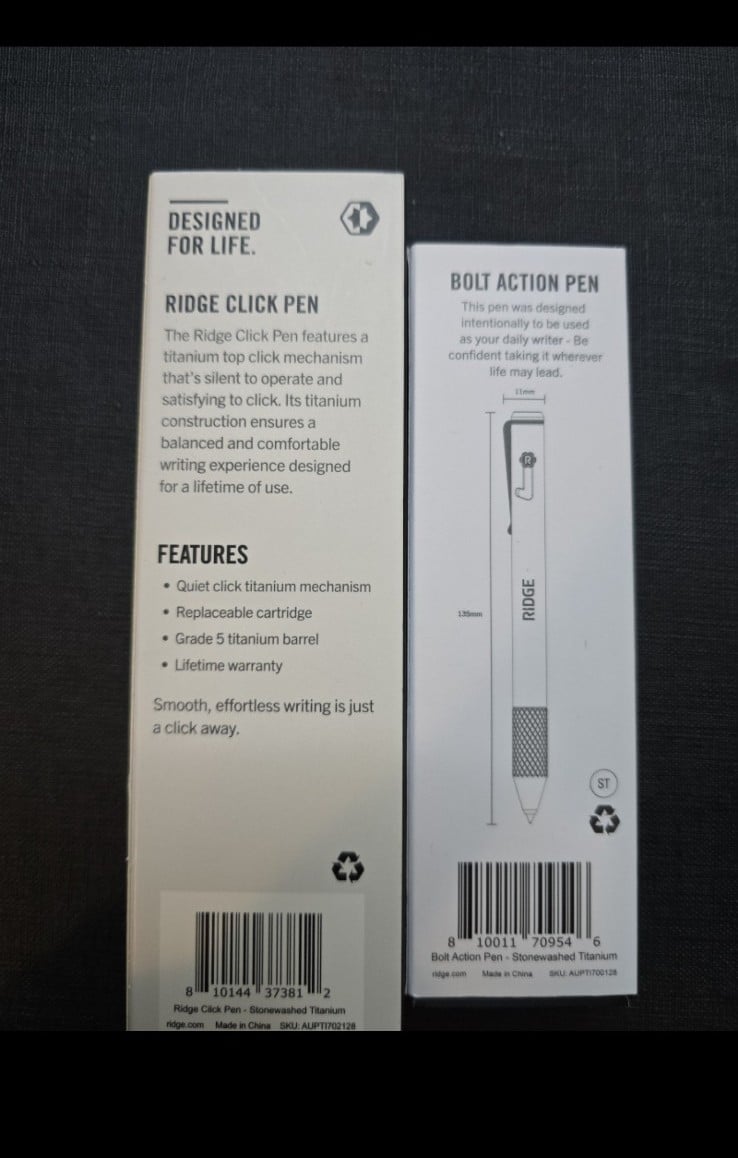 DESIGNED
FOR LIFE.
RIDGE CLICK PEN
The Ridge Click Pen features a
titanium top click mechanism
that's silent to operate and
satisfying to click. Its titanium
construction ensures a
balanced and comfortable
writing experience designed
for a lifetime of use.
FEATURES
• Quiet click titanium mechanism
• Replaceable cartridge
• Grade 5 titanium barrel
• Lifetime warranty
Smooth, effortless writing is just
a click away.
8 10144 37381 2
Ridge Click Pen - Stonewashed Titanium
ridge.com Made in China SKU: AUPTI702128
BOLT ACTION PEN
This pen was designed
intentionally to be used
as your daily writer - Be
confident taking it wherever
life may lead.
11mm
R
RIDGE
135mm
ST
8 10011 70954 6
Bolt Action Pen - Stonewashed Titanium
ridge.com Made in China SKU: AUPTI700128